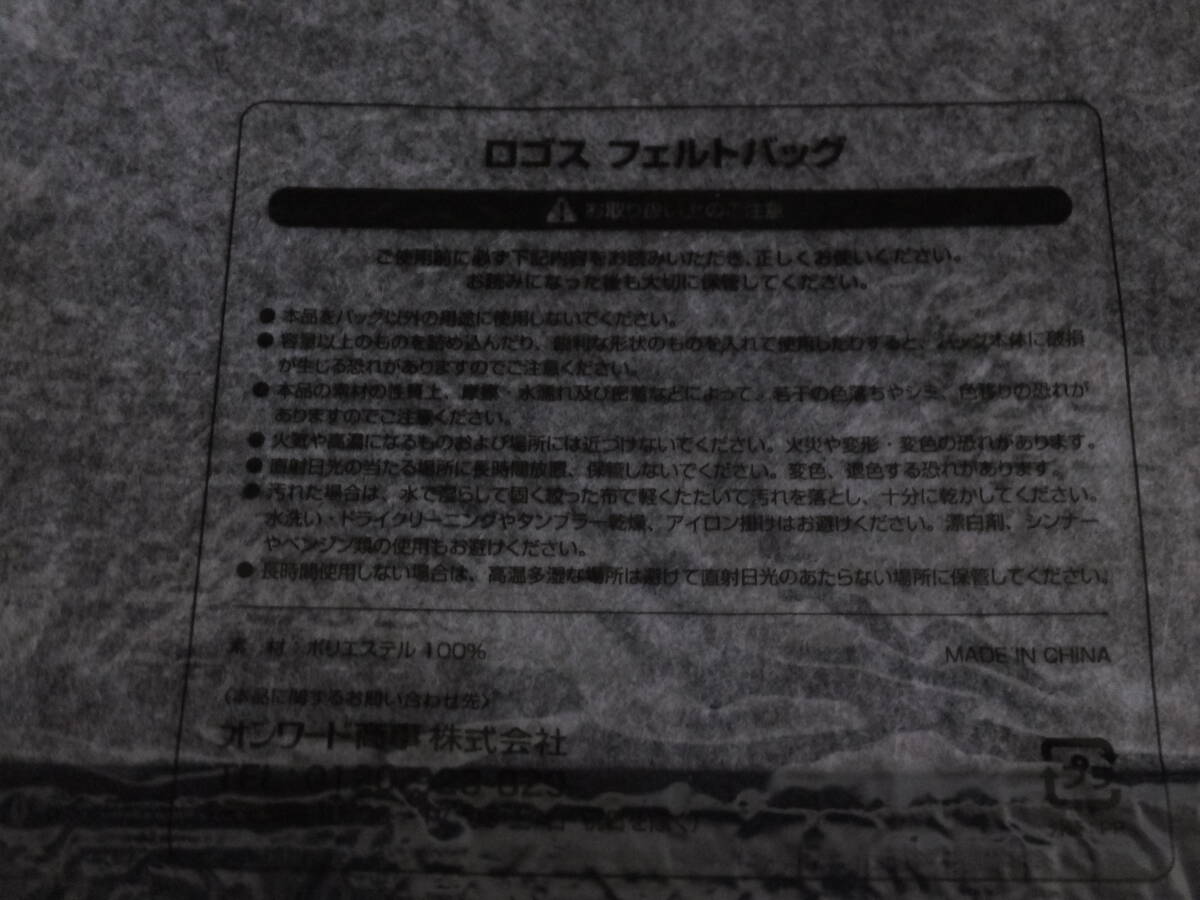 ロゴス フェルトバッグ
お取り扱い上のご注意
ご使用前に必ず下記内容をお読みいただき、正しくお使いください。
お読みになった後も大切に保管してください。
●本品をバッグ以外の用途に使用しないでください。
●容量以上のものを詰め込んだり、鋭利な形状のものを入れて使用したりすると、バッグ本体に破損
が生じる恐れがありますのでご注意ください。
●本品の素材の性質上、摩擦・水濡れ及び密着などによって、若干の色落ちやシミ、色移りの恐れが
ありますのでご注意ください。
●火気や高温になるものおよび場所には近づけないでください。火災や変形・変色の恐れがあります。
●直射日光の当たる場所に長時間放置、保管しないでください。変色、退色する恐れがあります。
●汚れた場合は、水で湿らして固く絞った布で軽くたたいて汚れを落とし、十分に乾かしてください。
水洗い・ドライクリーニングやタンブラー乾燥、アイロン掛けはお避けください。漂白剤、シンナー
やベンジン類の使用もお避けください。
●長時間使用しない場合は、高温多湿な場所は避けて直射日光のあたらない場所に保管してください。
素 材:ポリエステル 100%
MADE IN CHINA
〈本品に関するお問い合わせ先〉
オンワード商事株式会社
TEL
プラ